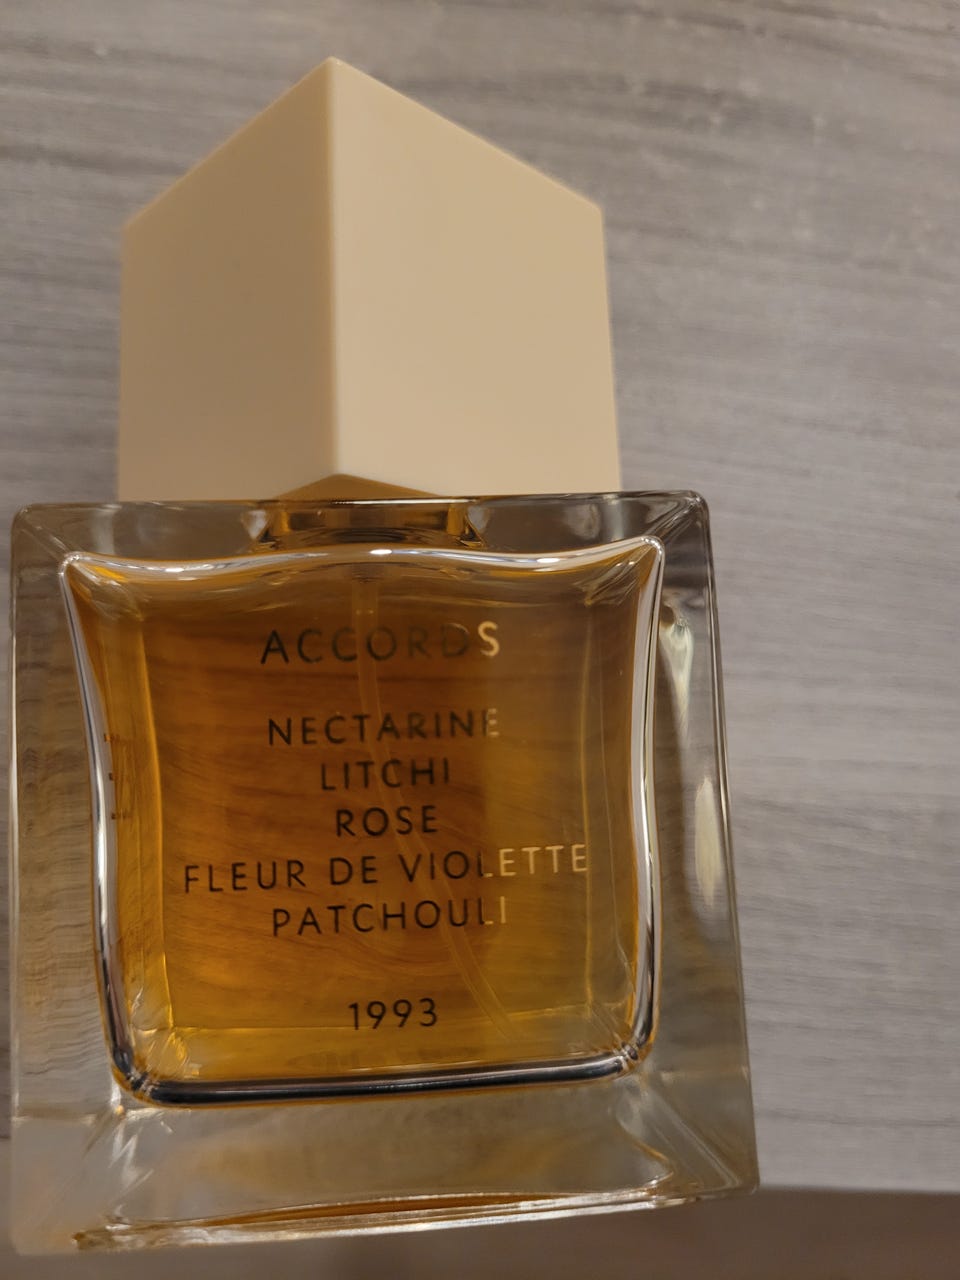 ACCORDS
NECTARINE
LITCHI
ROSE
FLEUR DE VIOLETTE
PATCHOULI
1993